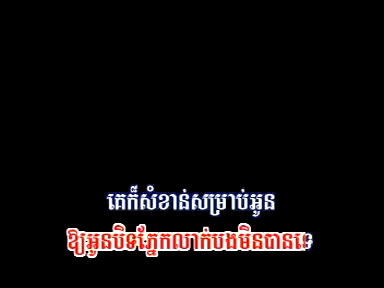 គេក៏សំខាន់សម្រាប់អូន
ឱ្យអូនបិទភ្នែកលាក់បងមិនបានទេ